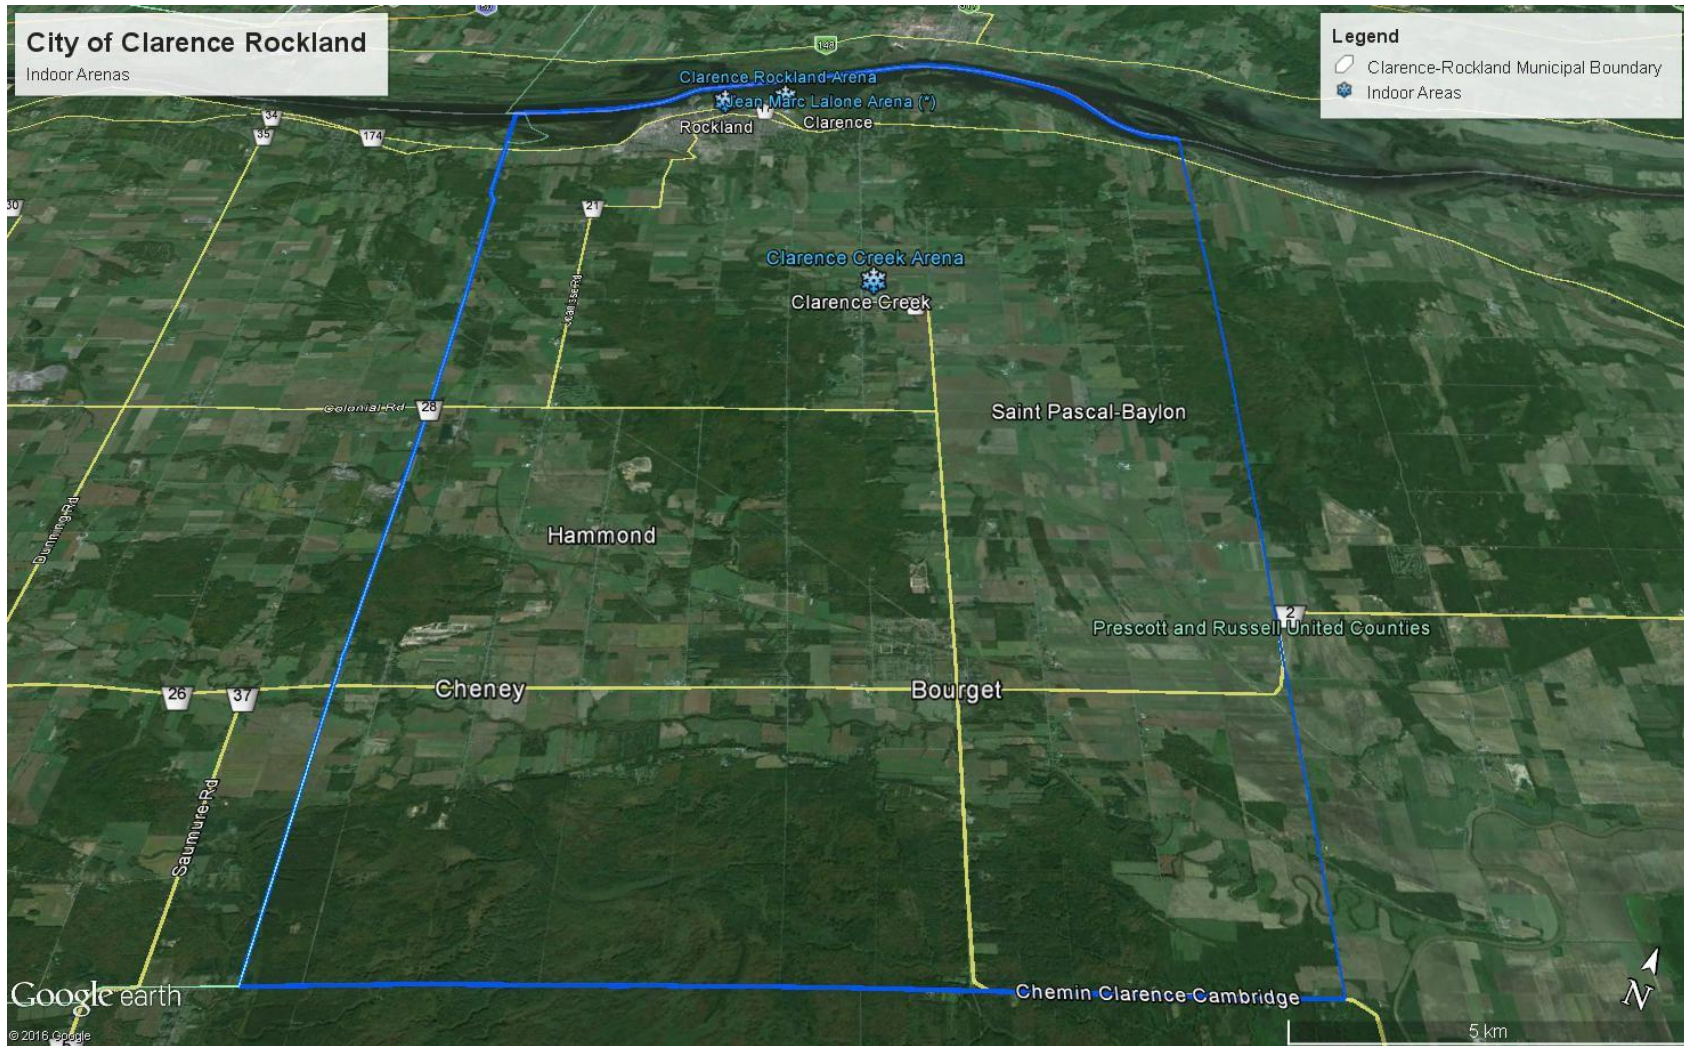 City of Clarence Rockland
Indoor Arenas
Legend
Clarence-Rockland Municipal Boundary
Indoor Areas
148
Clarence Rockland Arena
Jean Marc Lalone Arena (*)
17
Rockland
Clarence
34
35
174
30
21
Clarence Creek Arena
Clarence Creek
Colonial Rd
28
Saint Pascal-Baylon
Dunning Rd
Hammond
2
Prescott and Russell United Counties
26
37
Cheney
Bourget
Saumure Rd
Chemin Clarence Cambridge
Google earth
© 2016 Google
N
5 km